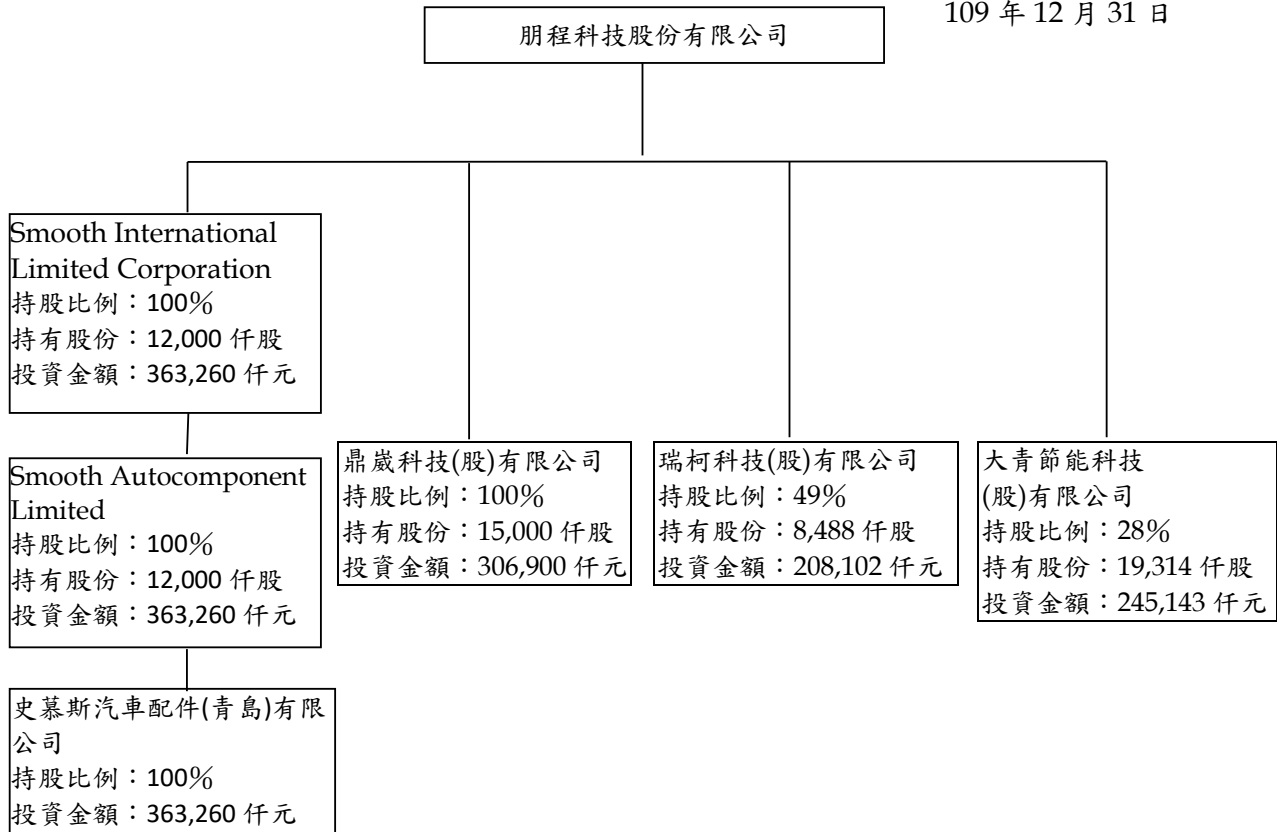 109 年 12 月 31 日
朋程科技股份有限公司
Smooth International
Limited Corporation
持股比例：100%
持有股份：12,000 仟股
投資金額：363,260 仟元
Smooth Autocomponent
Limited
持股比例：100%
持有股份：12,000 仟股
投資金額：363,260 仟元
史慕斯汽車配件(青島)有限
公司
持股比例：100%
投資金額：363,260 仟元
鼎崴科技(股)有限公司
持股比例：100%
持有股份：15,000 仟股
投資金額：306,900 仟元
瑞柯科技(股)有限公司
持股比例：49%
持有股份：8,488 仟股
投資金額：208,102 仟元
大青節能科技
(股)有限公司
持股比例：28%
持有股份：19,314 仟股
投資金額：245,143 仟元